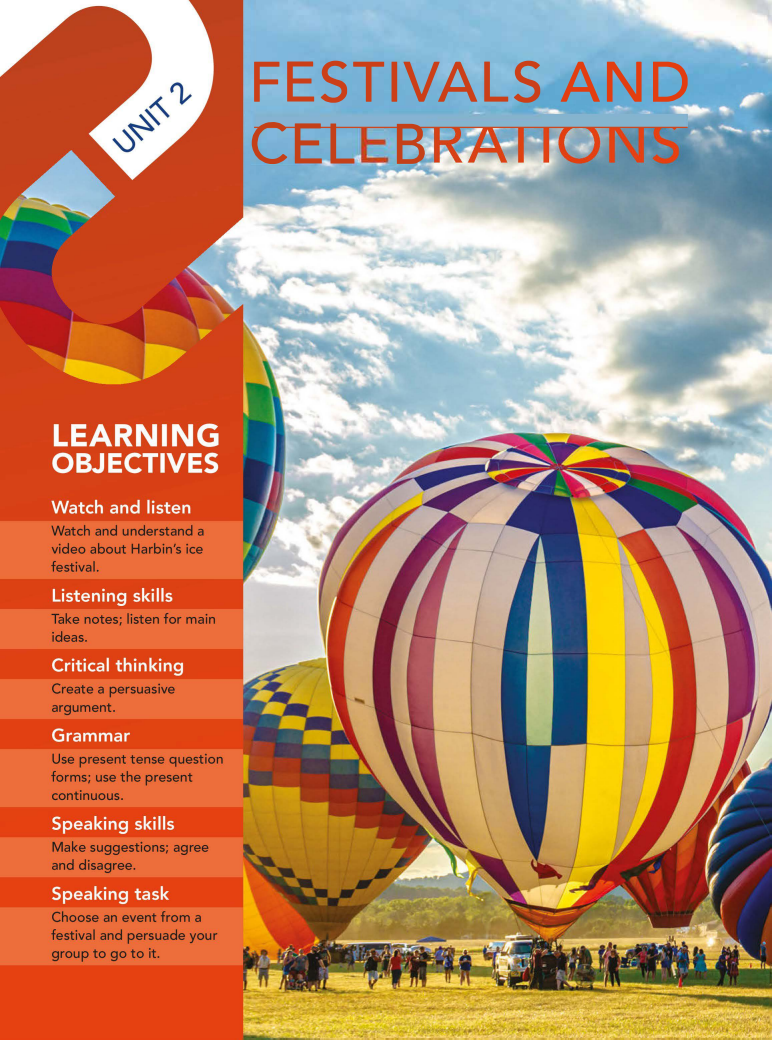 UNIT 2
FESTIVALS AND
CELEBRATIONS
LEARNING
OBJECTIVES
Watch and listen
Watch and understand a
video about Harbin's ice
festival.
Listening skills
Take notes; listen for main
ideas.
Critical thinking
Create a persuasive
argument.
Grammar
Use present tense question
forms; use the present
continuous.
Speaking skills
Make suggestions; agree
and disagree.
Speaking task
Choose an event from a
festival and persuade your
group to go to it.